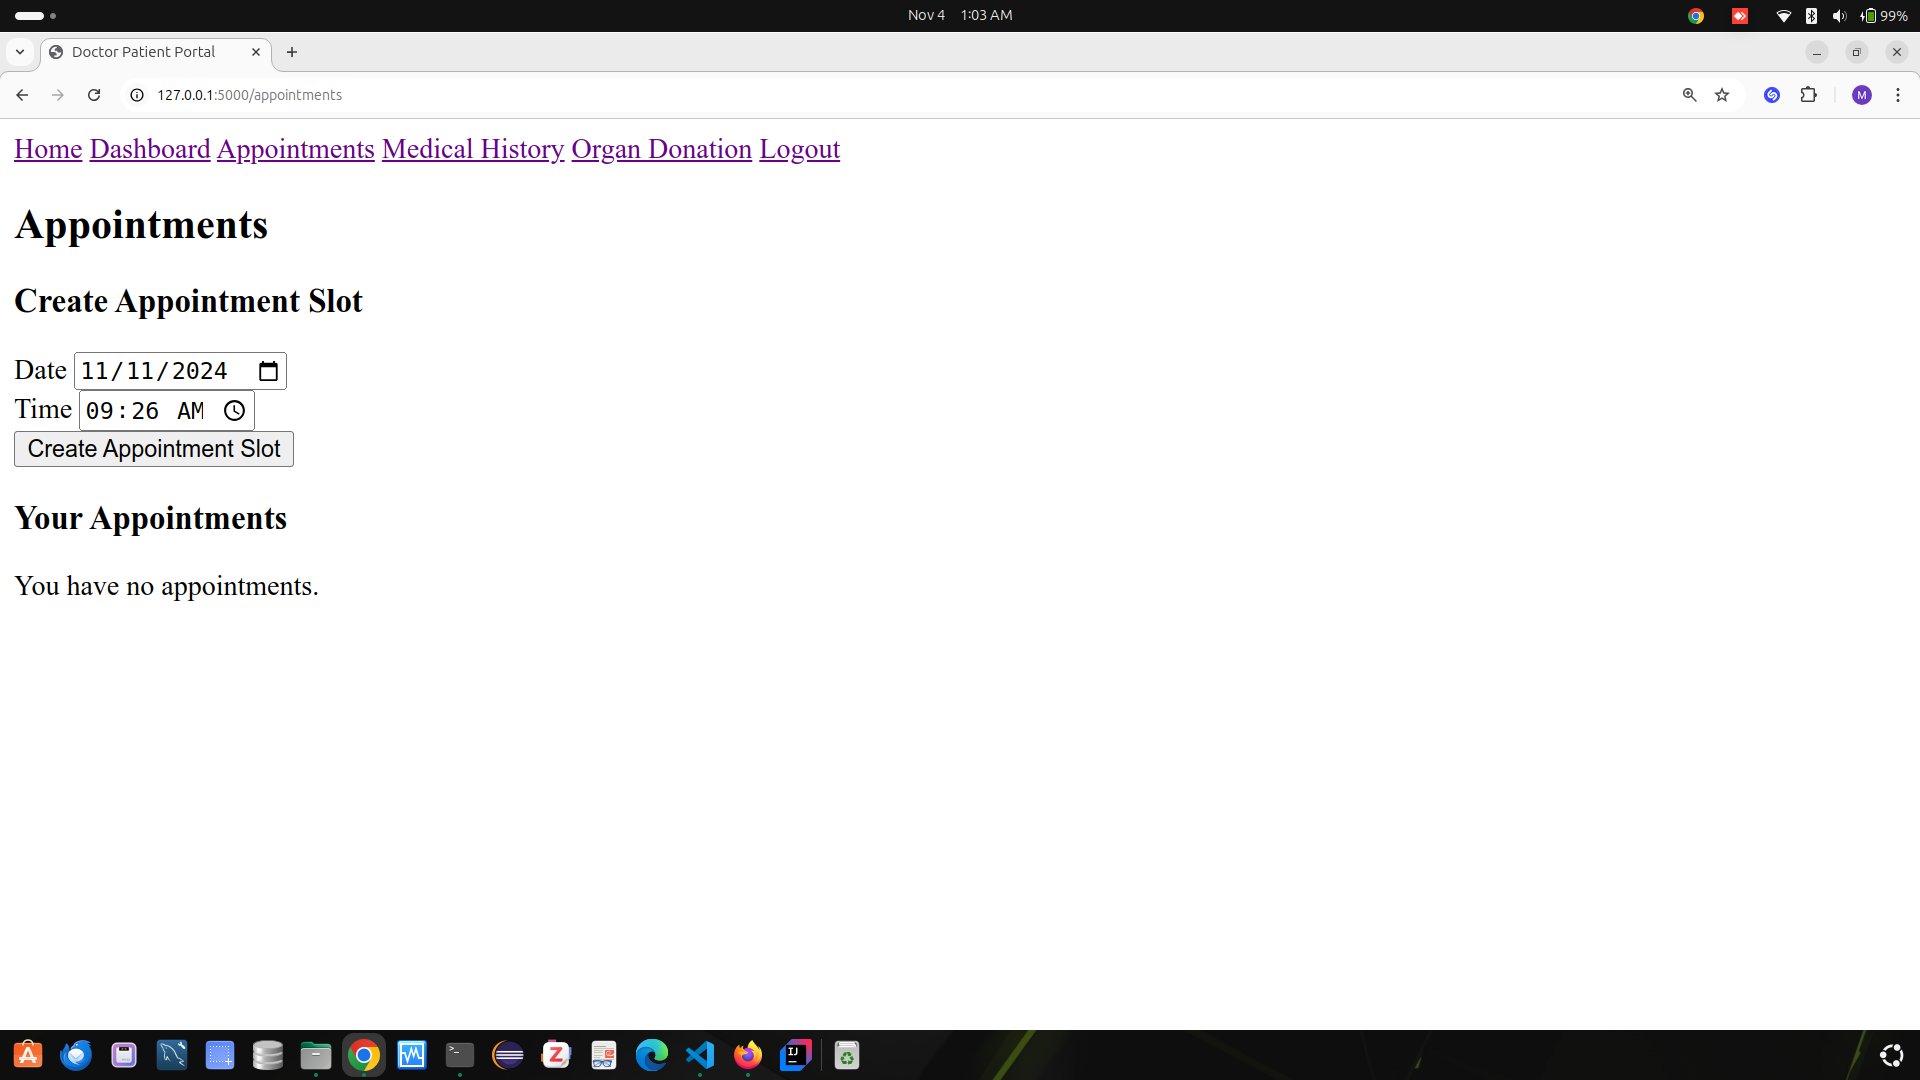 Nov 4 1:03 AM
99%
Doctor Patient Portal
127.0.0.1:5000/appointments
M
Home Dashboard Appointments Medical History Organ Donation Logout
Appointments
Create Appointment Slot
Date 11/11/2024
Time 09:26 AM
Create Appointment Slot
Your Appointments
You have no appointments.